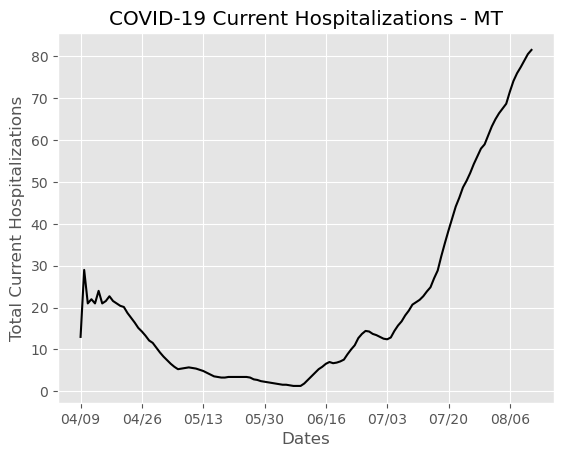 COVID-19 Current Hospitalizations - MT
Total Current Hospitalizations
80
70
60
50
40
30
20
10
0
04/09 04/26 05/13 05/30 06/16 07/03 07/20 08/06
Dates